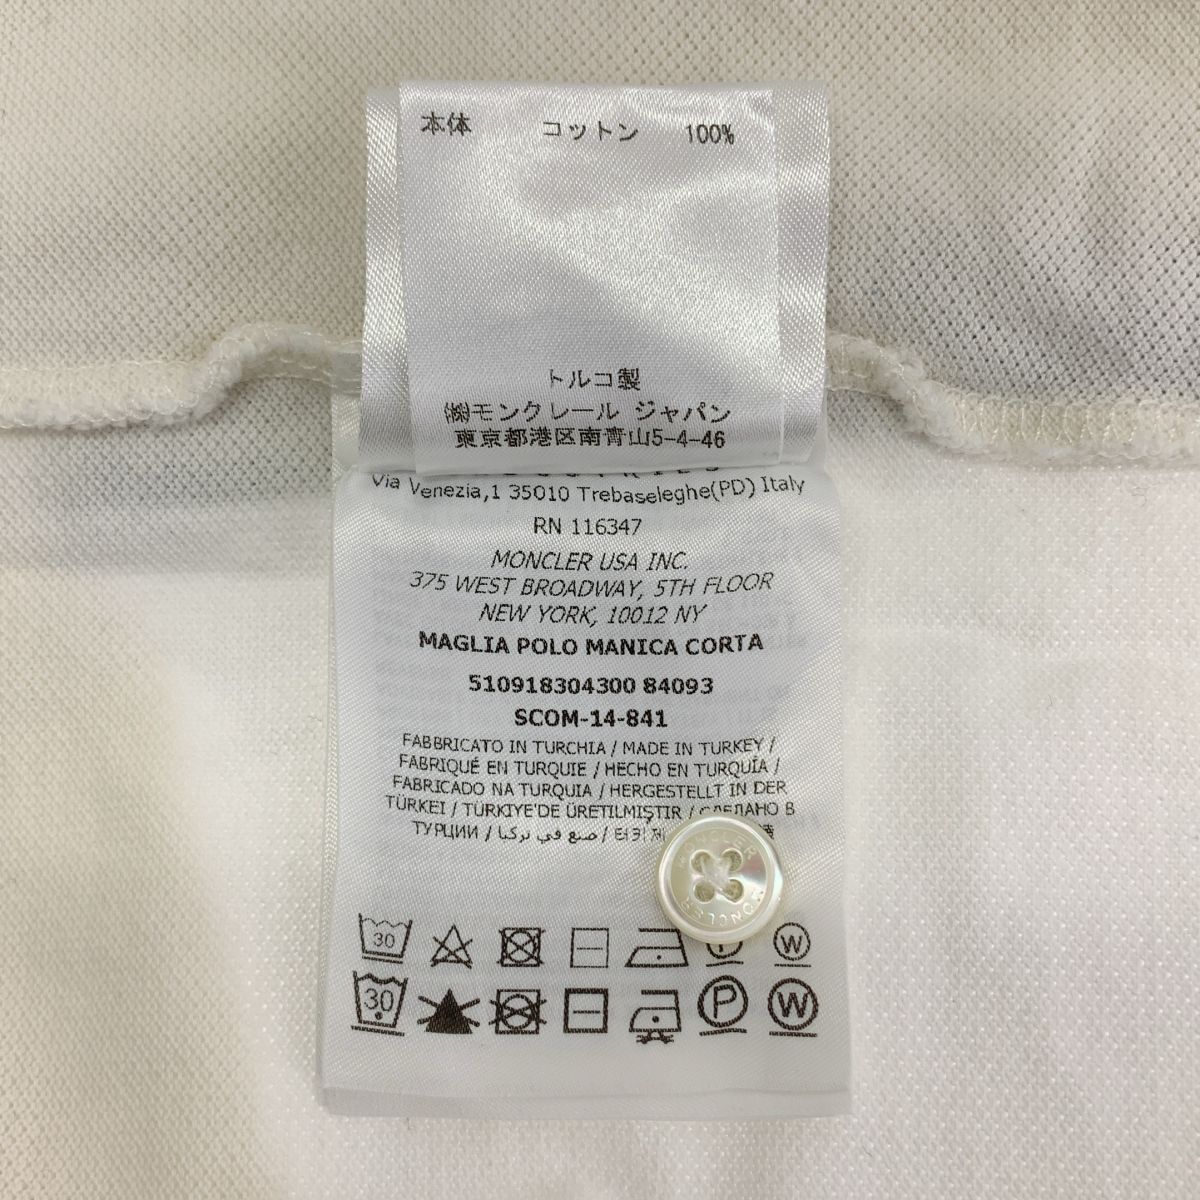 本体 コットン 100%
トルコ製
㈱モンクレール ジャパン
東京都港区南青山5-4-46
Via Venezia,1 35010 Trebaseleghe(PD) Italy
RN 116347
MONCLER USA INC.
375 WEST BROADWAY, 5TH FLOOR
NEW YORK, 10012 NY
MAGLIA POLO MANICA CORTA
510918304300 84093
SCOM-14-841
FABBRICATO IN TURCHIA / MADE IN TURKEY /
FABRIQUÉ EN TURQUIE / HECHO EN TURQUÍA /
FABRICADO NA TURQUIA / HERGESTELLT IN DER
TÜRKEI / TÜRKIYE'DE ÜRETILMIŞTIR / СДЕЛАНО В
ТУРЦИИ / صنع في تركيا /
MONCLER
MONCLER
30 W
30 P W